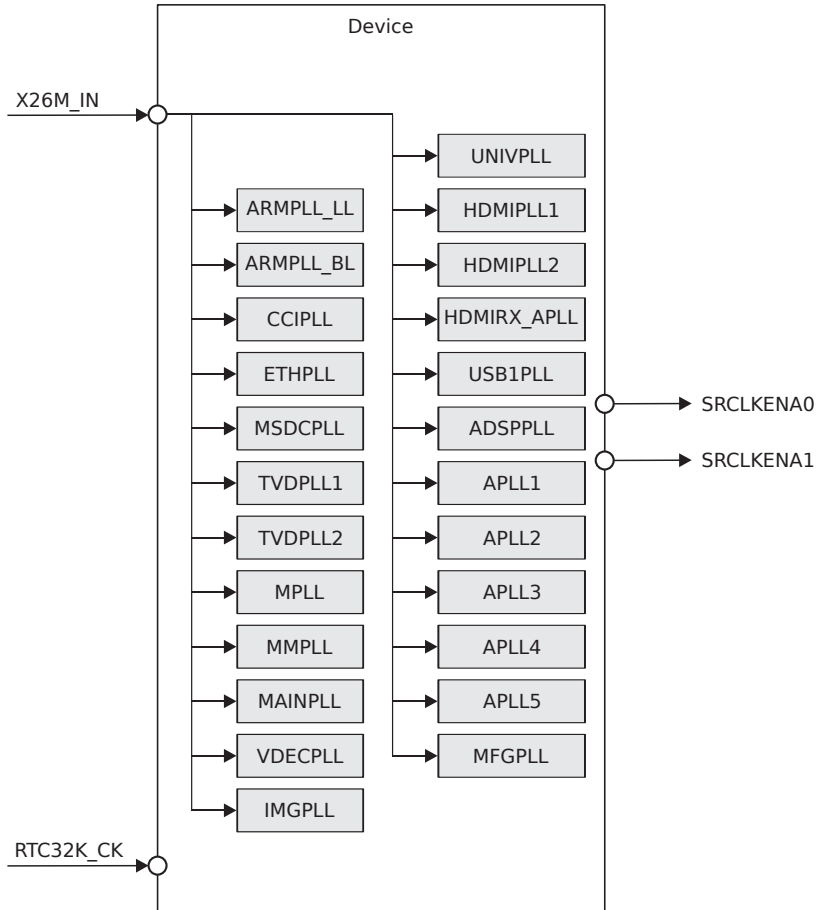 Device
X26M_IN
UNIVPLL
ARMPLL_LL
HDMIPLL1
ARMPLL_BL
HDMIPLL2
CCIPLL
HDMIRX_APLL
ETHPLL
USB1PLL
SRCLKENA0
MSDCPLL
ADSPPLL
SRCLKENA1
TVDPLL1
APLL1
TVDPLL2
APLL2
MPLL
APLL3
MMPLL
APLL4
MAINPLL
APLL5
VDECPLL
MFGPLL
IMGPLL
RTC32K_CK